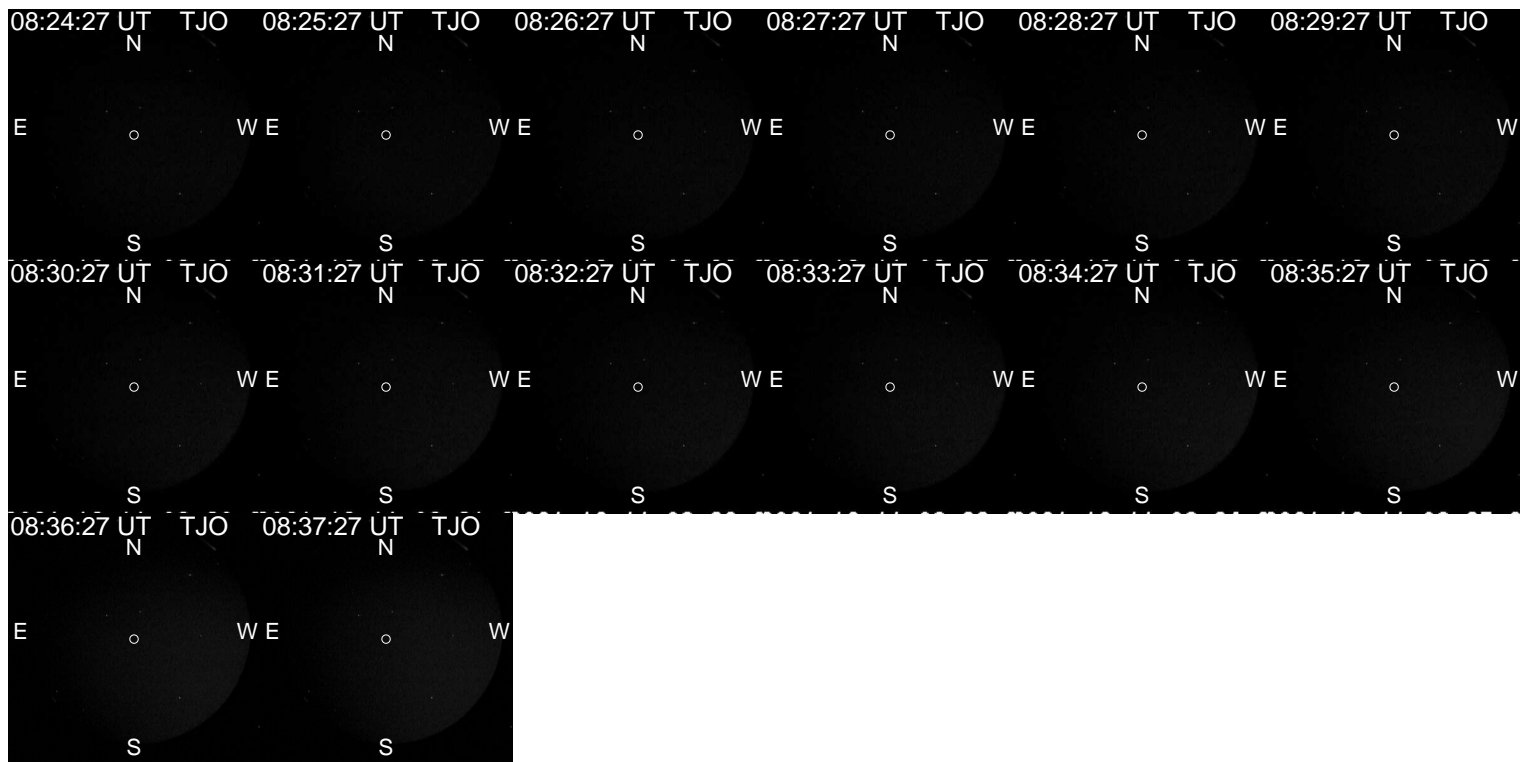 08:24:27 UT TJO 08:25:27 UT TJO 08:26:27 UT TJO 08:27:27 UT TJO 08:28:27 UT TJO 08:29:27 UT TJO
N N N N N N
E W E W E W E W E W E W
S S S S S S
08:30:27 UT TJO 08:31:27 UT TJO 08:32:27 UT TJO 08:33:27 UT TJO 08:34:27 UT TJO 08:35:27 UT TJO
N N N N N N
E W E W E W E W E W E W
S S S S S S
08:36:27 UT TJO 08:37:27 UT TJO
N N
E W E W
S S